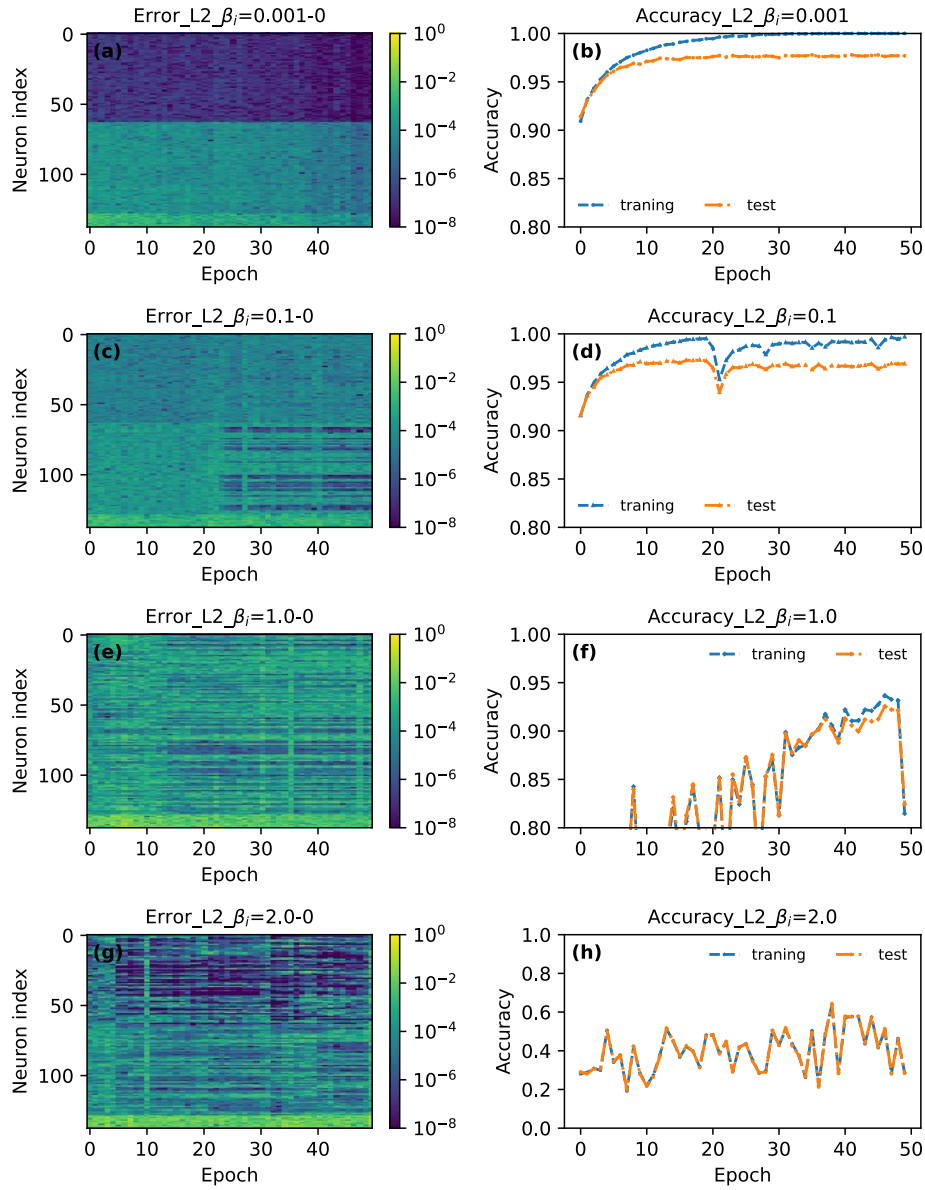 Error_L2_βᵢ=0.001-0
Accuracy_L2_βᵢ=0.001
(a)
(b)
Neuron index
0
50
100
0 10 20 30 40
Epoch
10⁰
10⁻²
10⁻⁴
10⁻⁶
10⁻⁸
Accuracy
1.00
0.95
0.90
0.85
0.80
traning test
0 10 20 30 40 50
Epoch
Error_L2_βᵢ=0.1-0
Accuracy_L2_βᵢ=0.1
(c)
(d)
Neuron index
0
50
100
0 10 20 30 40
Epoch
10⁰
10⁻²
10⁻⁴
10⁻⁶
10⁻⁸
Accuracy
1.00
0.95
0.90
0.85
0.80
traning test
0 10 20 30 40 50
Epoch
Error_L2_βᵢ=1.0-0
Accuracy_L2_βᵢ=1.0
(e)
(f)
Neuron index
0
50
100
0 10 20 30 40
Epoch
10⁰
10⁻²
10⁻⁴
10⁻⁶
10⁻⁸
Accuracy
1.00
0.95
0.90
0.85
0.80
traning test
0 10 20 30 40 50
Epoch
Error_L2_βᵢ=2.0-0
Accuracy_L2_βᵢ=2.0
(g)
(h)
Neuron index
0
50
100
0 10 20 30 40
Epoch
10⁰
10⁻²
10⁻⁴
10⁻⁶
10⁻⁸
Accuracy
1.0
0.8
0.6
0.4
0.2
0.0
traning test
0 10 20 30 40 50
Epoch